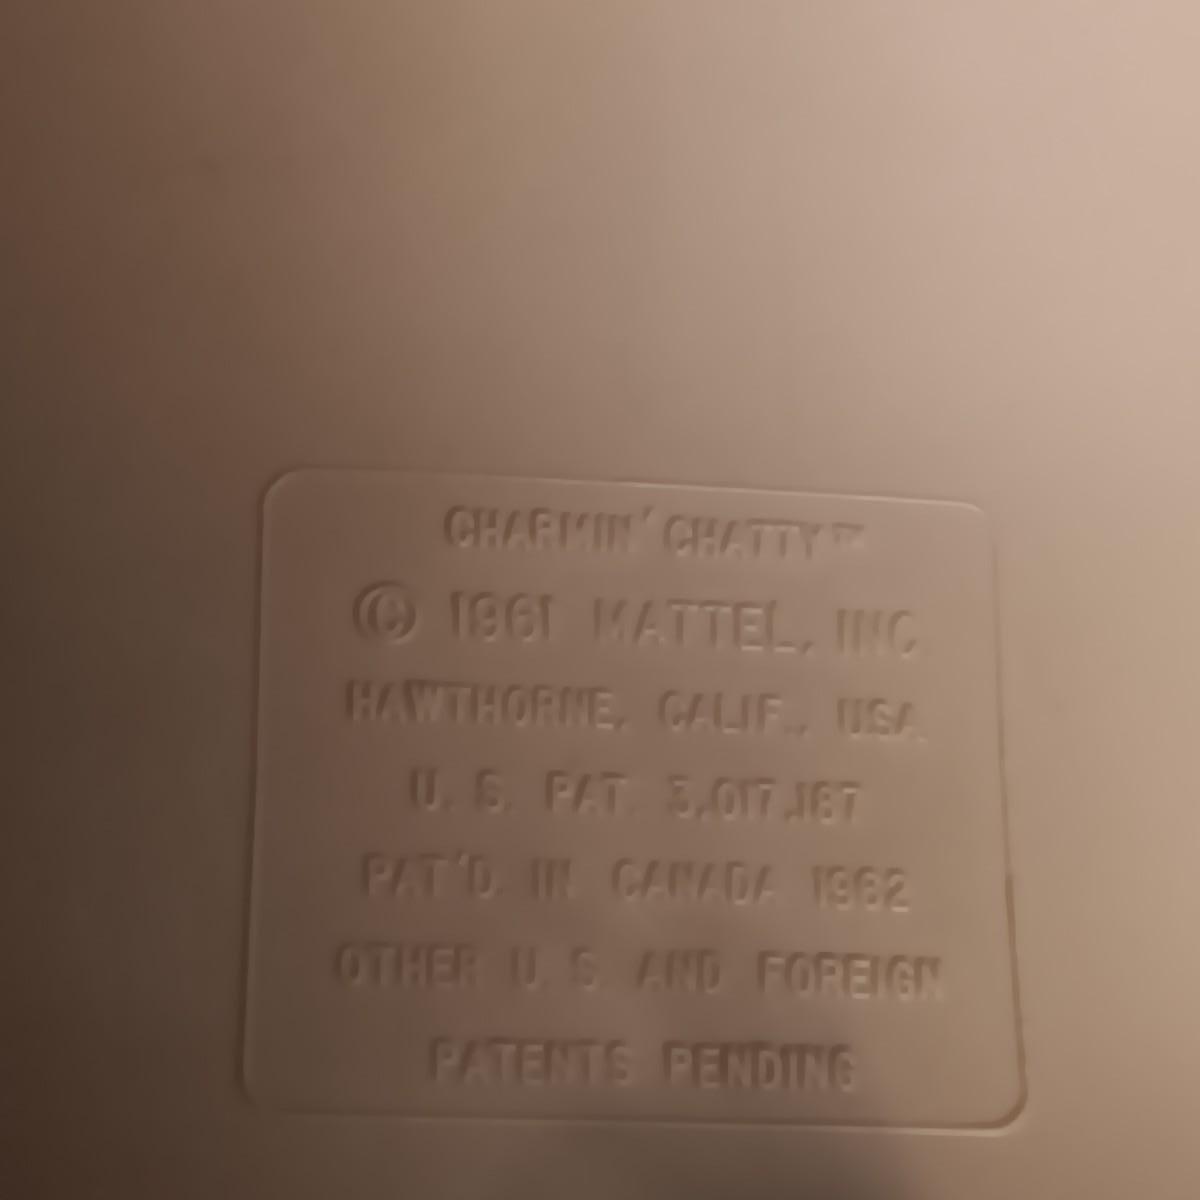 CHARMIN' CHATTY™
© 1961 MATTEL, INC
HAWTHORNE, CALIF., USA
U. S. PAT. 3,017,187
PAT'D. IN CANADA 1962
OTHER U. S. AND FOREIGN
PATENTS PENDING